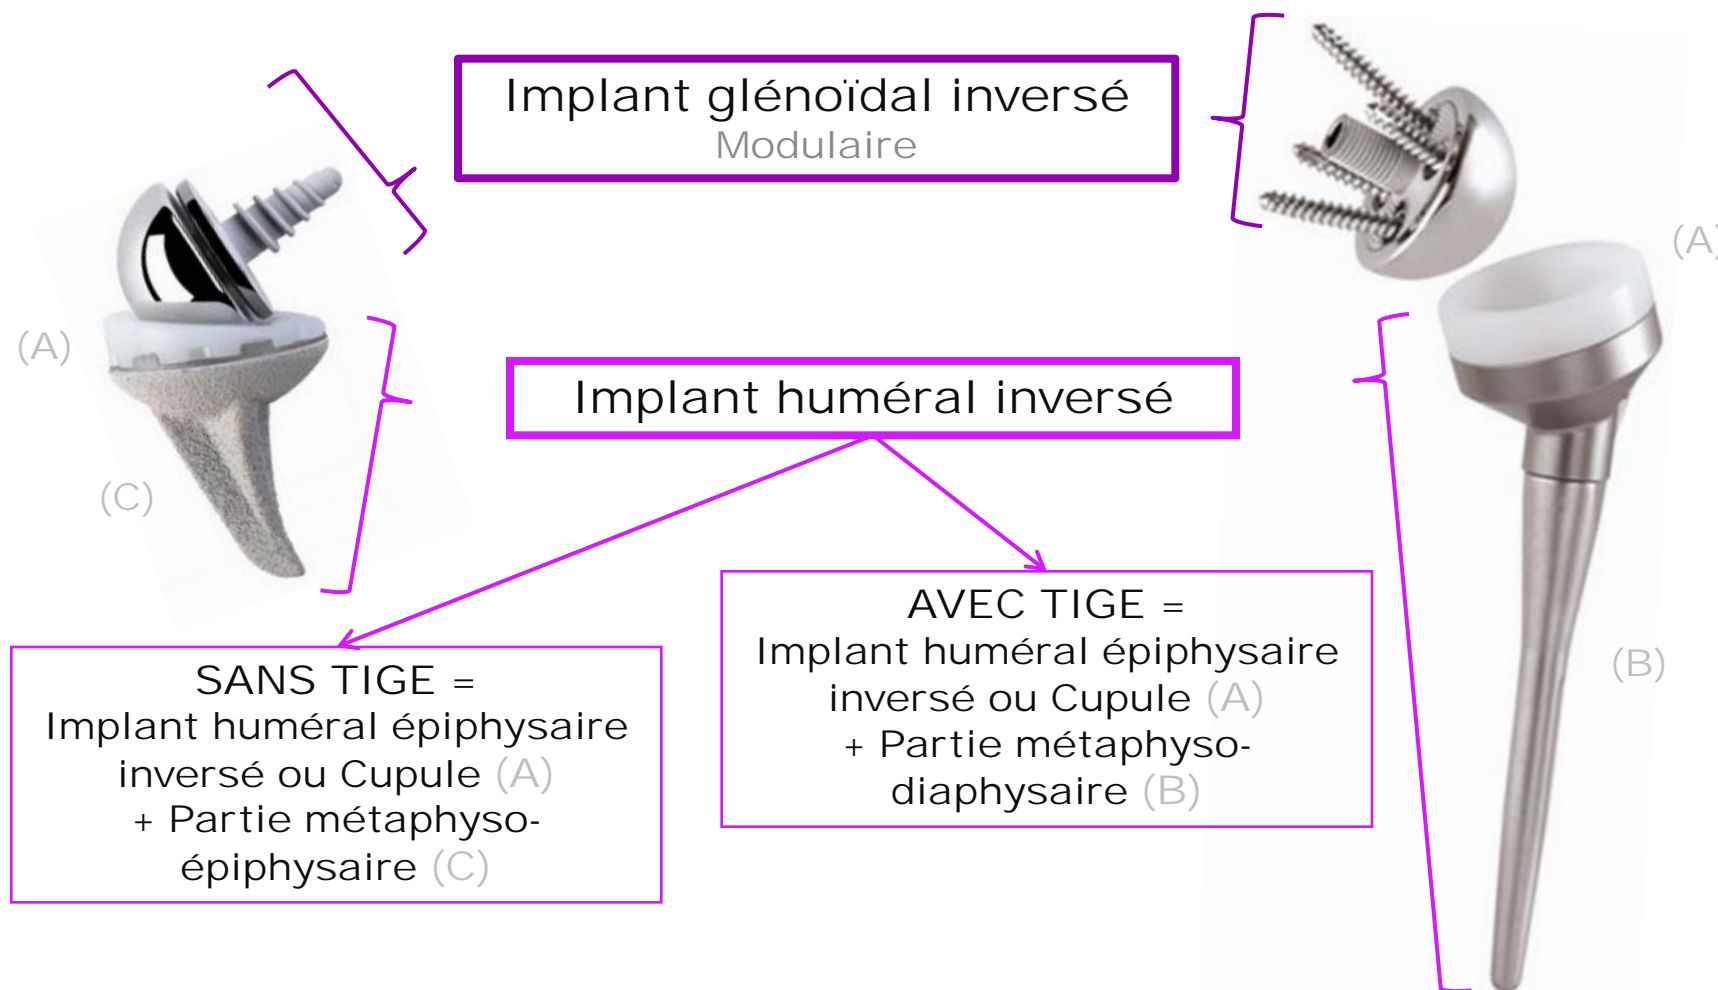 Implant glénoïdal inversé
Modulaire
(A)
(A)
Implant huméral inversé
(C)
SANS TIGE =
Implant huméral épiphysaire
inversé ou Cupule (A)
+ Partie métaphyso-
épiphysaire (C)
AVEC TIGE =
Implant huméral épiphysaire
inversé ou Cupule (A)
+ Partie métaphyso-
diaphysaire (B)
(B)